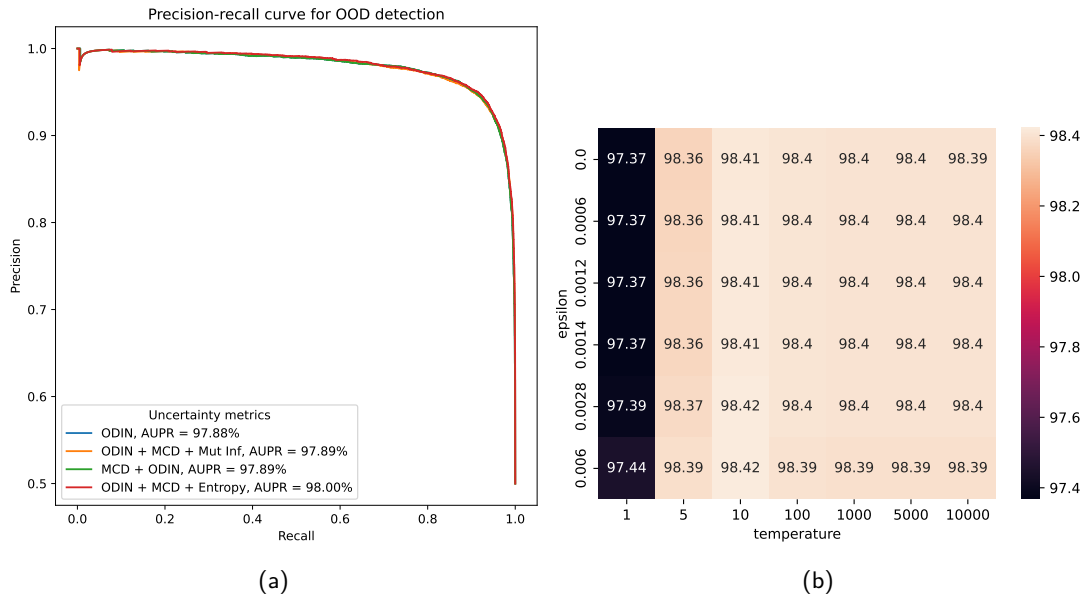 Precision-recall curve for OOD detection
1.0
0.9
0.8
0.7
0.6
0.5
Precision
0.0
0.2
0.4
0.6
0.8
1.0
Recall
Uncertainty metrics
ODIN, AUPR = 97.88%
ODIN + MCD + Mut Inf, AUPR = 97.89%
MCD + ODIN, AUPR = 97.89%
ODIN + MCD + Entropy, AUPR = 98.00%
(a)
epsilon
0.0 97.37 98.36 98.41 98.4 98.4 98.4 98.39
0.0006 97.37 98.36 98.41 98.4 98.4 98.4 98.4
0.0012 97.37 98.36 98.41 98.4 98.4 98.4 98.4
0.0014 97.37 98.36 98.41 98.4 98.4 98.4 98.4
0.0028 97.39 98.37 98.42 98.4 98.4 98.4 98.4
0.006 97.44 98.39 98.42 98.39 98.39 98.39 98.39
1 5 10 100 1000 5000 10000
temperature
98.4
98.2
98.0
97.8
97.6
97.4
(b)